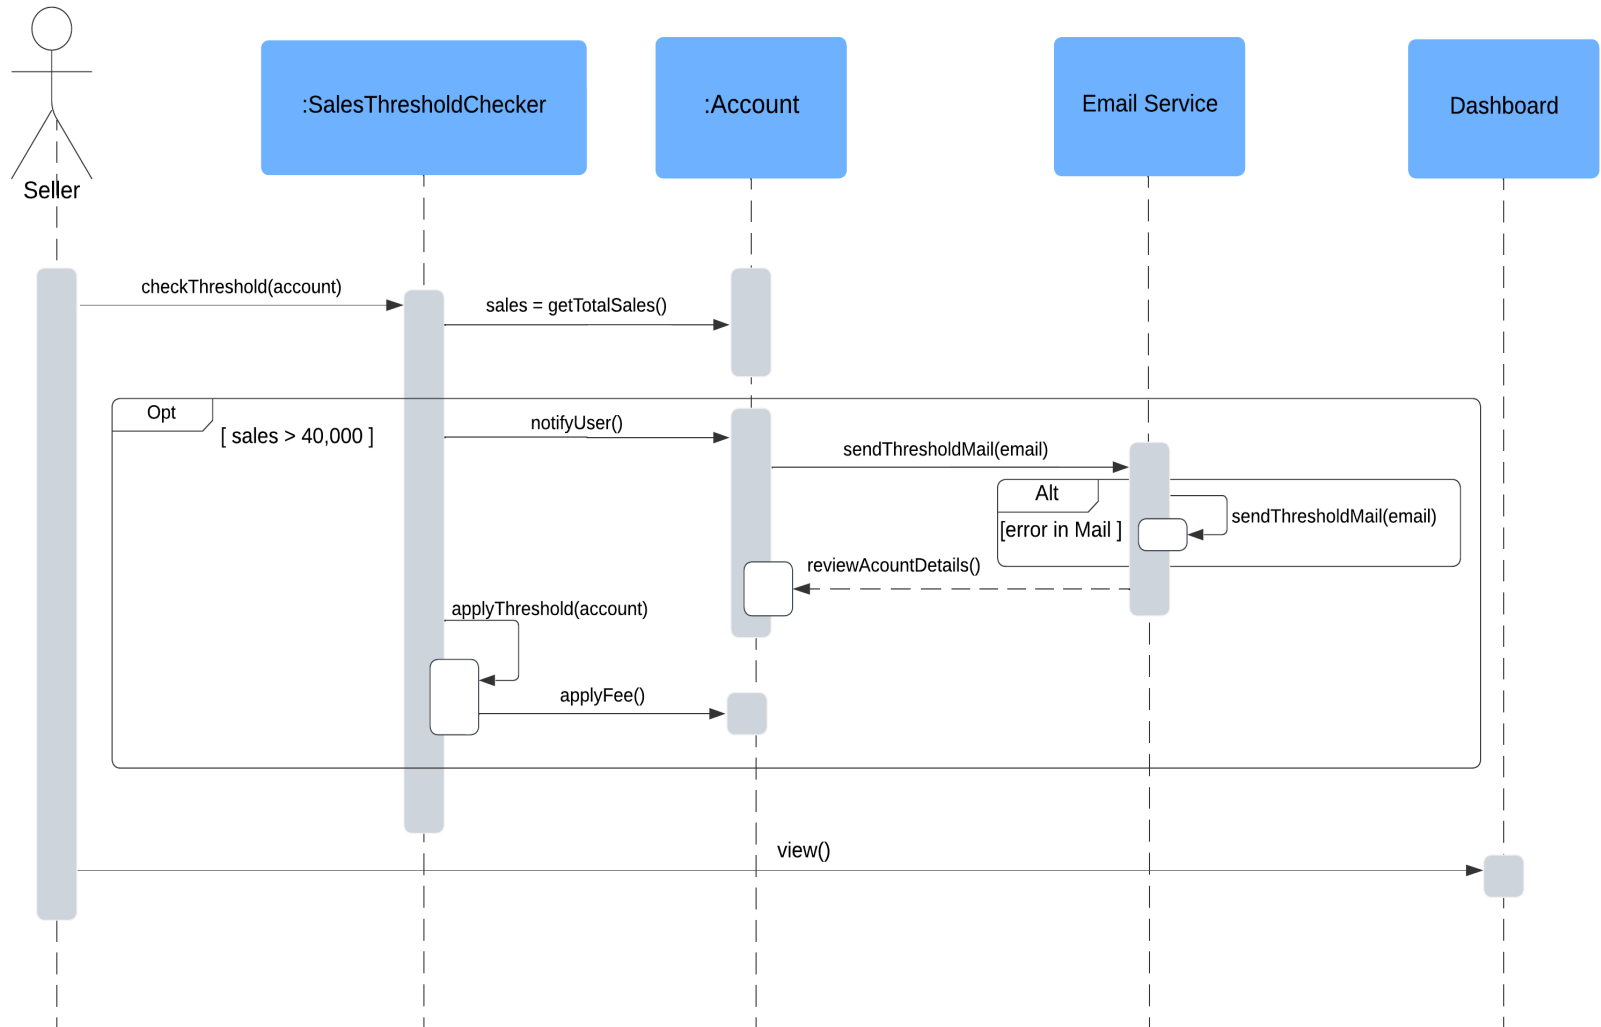 Seller
:SalesThresholdChecker
:Account
Email Service
Dashboard
checkThreshold(account)
sales = getTotalSales()
Opt
[ sales > 40,000 ]
notifyUser()
sendThresholdMail(email)
Alt
[error in Mail ]
sendThresholdMail(email)
reviewAcountDetails()
applyThreshold(account)
applyFee()
view()